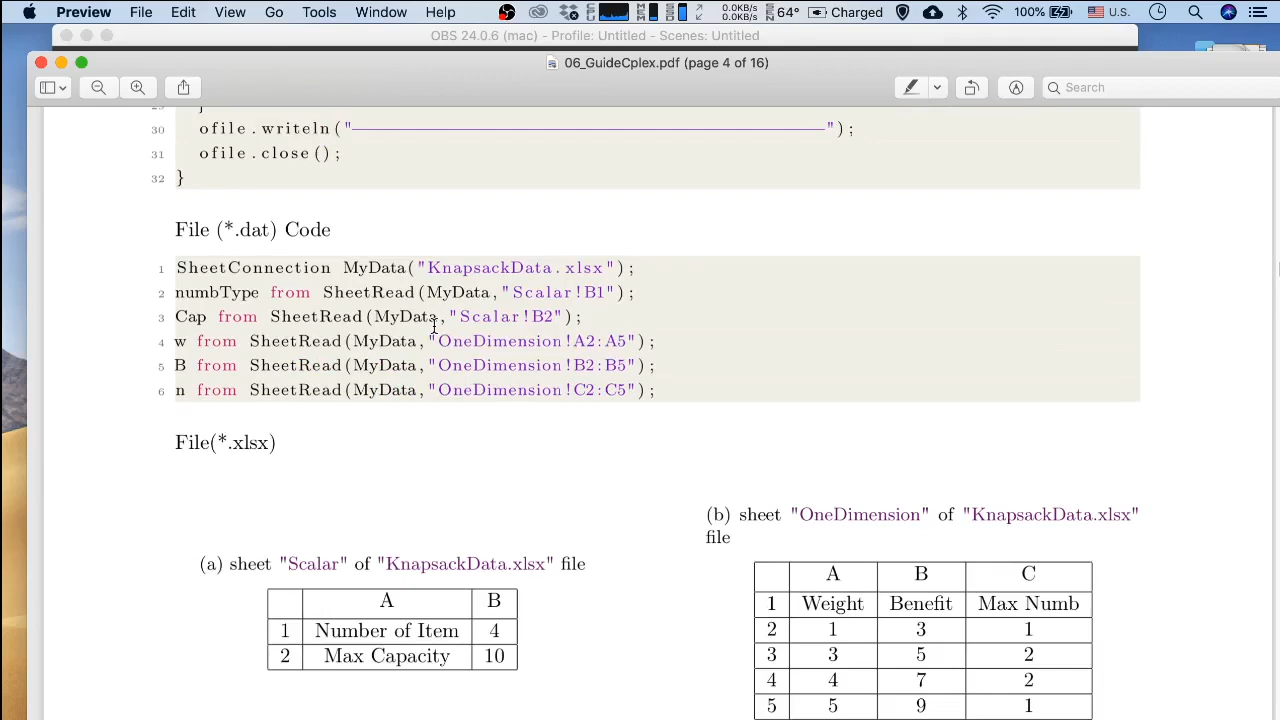 Preview File Edit View Go Tools Window Help 0.0KB/s 0.0KB/s 64° Charged 100% U.S.
OBS 24.0.6 (mac) - Profile: Untitled - Scenes: Untitled
06_GuideCplex.pdf (page 4 of 16)
Search
29 }
30 ofile.writeln("————————————————————");
31 ofile.close();
32 }
File (*.dat) Code
1 SheetConnection MyData("KnapsackData.xlsx");
2 numbType from SheetRead(MyData,"Scalar!B1");
3 Cap from SheetRead(MyData,"Scalar!B2");
4 w from SheetRead(MyData,"OneDimension!A2:A5");
5 B from SheetRead(MyData,"OneDimension!B2:B5");
6 n from SheetRead(MyData,"OneDimension!C2:C5");
File(*.xlsx)
(a) sheet "Scalar" of "KnapsackData.xlsx" file
A B
1 Number of Item 4
2 Max Capacity 10
(b) sheet "OneDimension" of "KnapsackData.xlsx"
file
A B C
1 Weight Benefit Max Numb
2 1 3 1
3 3 5 2
4 4 7 2
5 5 9 1